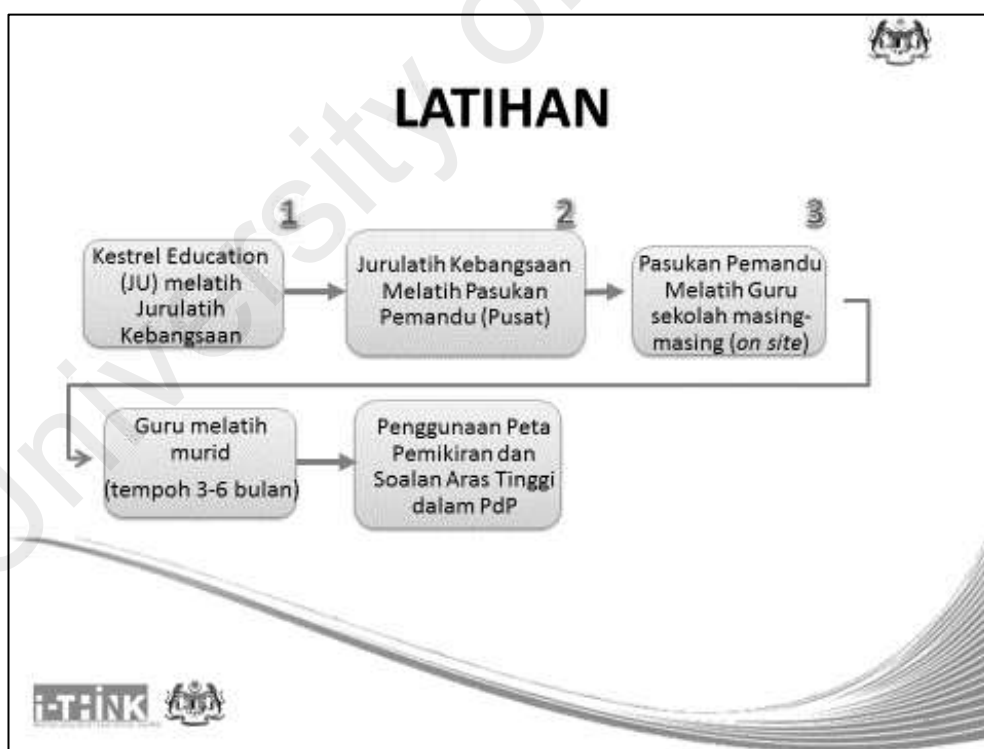 LATIHAN
1
Kestrel Education
(JU) melatih
Jurulatih
Kebangsaan
2
Jurulatih Kebangsaan
Melatih Pasukan
Pemandu (Pusat)
3
Pasukan Pemandu
Melatih Guru
sekolah masing-
masing (on site)
Guru melatih
murid
(tempoh 3-6 bulan)
Penggunaan Peta
Pemikiran dan
Soalan Aras Tinggi
dalam PdP
i-THiNK
University of